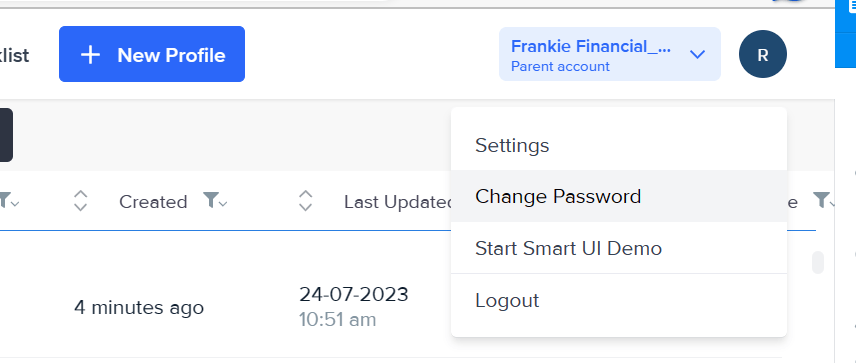 list
New Profile
Frankie Financial_...
Parent account
R
Settings
Change Password
Start Smart UI Demo
Logout
Created
Last Updated
e
4 minutes ago
24-07-2023
10:51 am